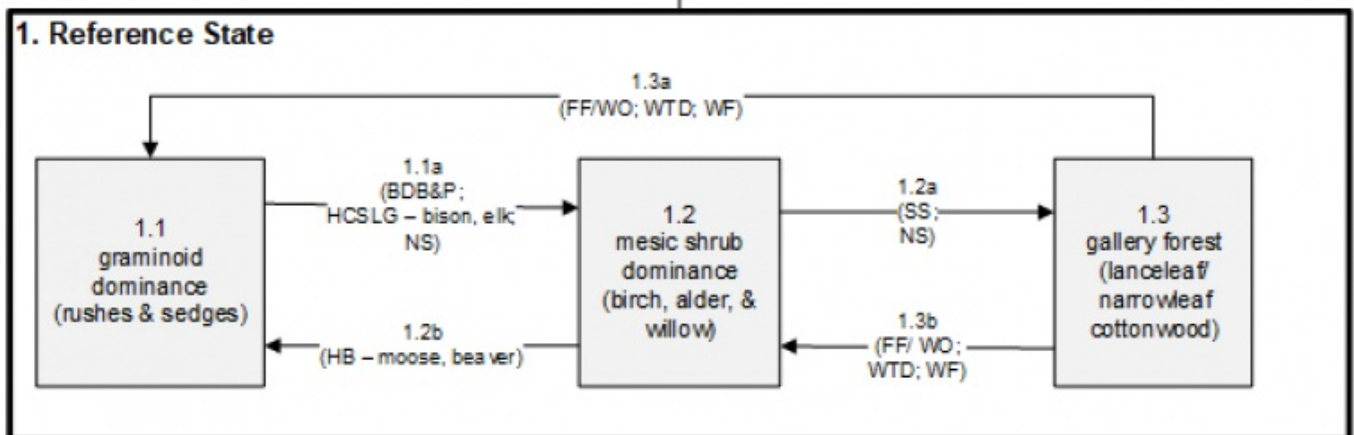 1. Reference State
1.3a
(FF/WO; WTD; WF)
1.1
graminoid
dominance
(rushes & sedges)
1.1a
(BDB&P;
HCSLG – bison, elk;
NS)
1.2b
(HB – moose, beaver)
1.2
mesic shrub
dominance
(birch, alder, &
willow)
1.2a
(SS;
NS)
1.3b
(FF/ WO;
WTD; WF)
1.3
gallery forest
(lanceleaf/
narrowleaf
cottonwood)